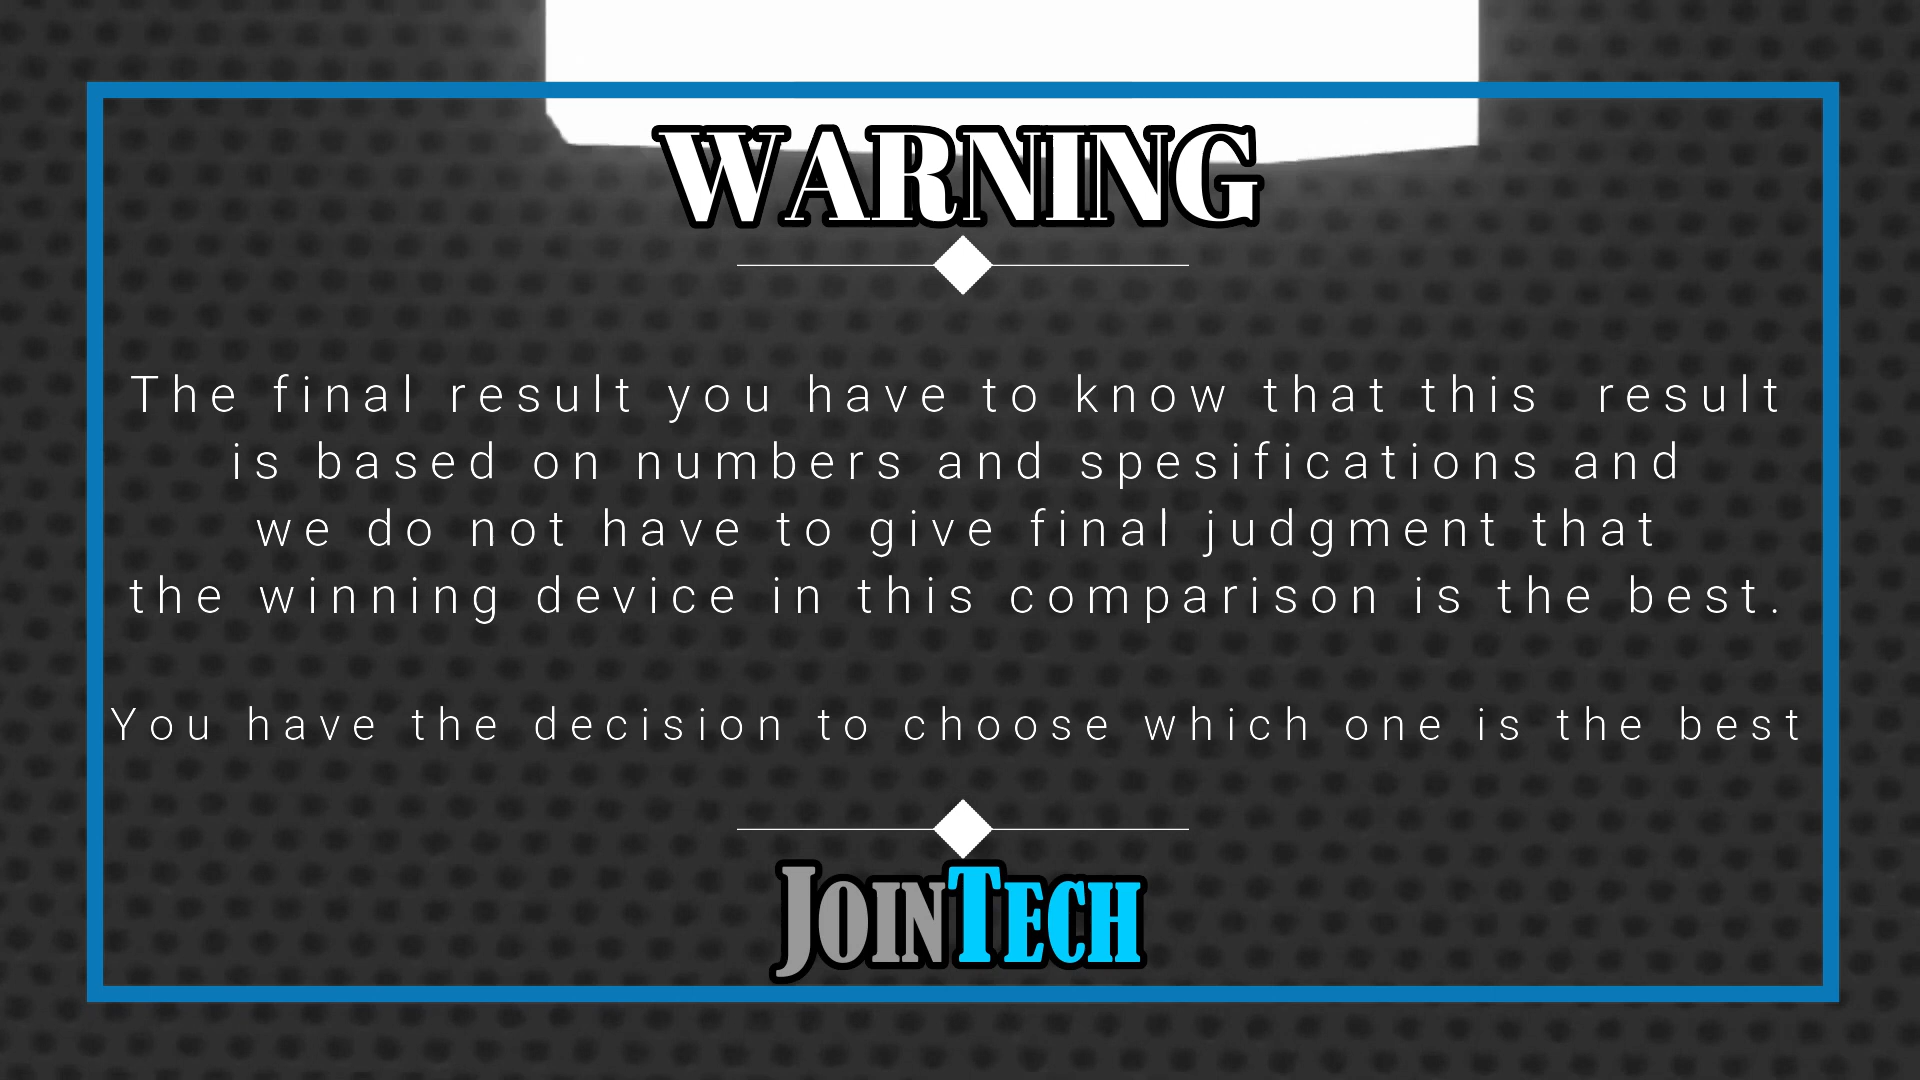 WARNING
The final result you have to know that this result
is based on numbers and spesifications and
we do not have to give final judgment that
the winning device in this comparison is the best.
You have the decision to choose which one is the best
JOINTECH